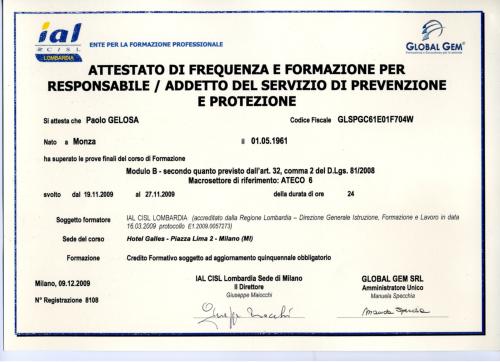 ial
CISL
LOMBARDIA
ENTE PER LA FORMAZIONE PROFESSIONALE
GLOBAL GEM®
ATTESTATO DI FREQUENZA E FORMAZIONE PER
RESPONSABILE / ADDETTO DEL SERVIZIO DI PREVENZIONE
E PROTEZIONE
Si attesta che Paolo GELOSA Codice Fiscale GLSPGC61E01F704W
Nato a Monza il 01.05.1961
ha superato le prove finali del corso di Formazione
Modulo B - secondo quanto previsto dall'art. 32, comma 2 del D.Lgs. 81/2008
Macrosettore di riferimento: ATECO 6
svolto dal 19.11.2009 al 27.11.2009 della durata di ore 24
Soggetto formatore IAL CISL LOMBARDIA (accreditato dalla Regione Lombardia – Direzione Generale Istruzione, Formazione e Lavoro in data
16.03.2009 protocollo E1.2009.0057273)
Sede del corso Hotel Galles - Piazza Lima 2 - Milano (MI)
Formazione Credito Formativo soggetto ad aggiornamento quinquennale obbligatorio
Milano, 09.12.2009
IAL CISL Lombardia Sede di Milano
Il Direttore
Giuseppe Maiocchi
GLOBAL GEM SRL
Amministratore Unico
Manuela Specchia
N° Registrazione 8108